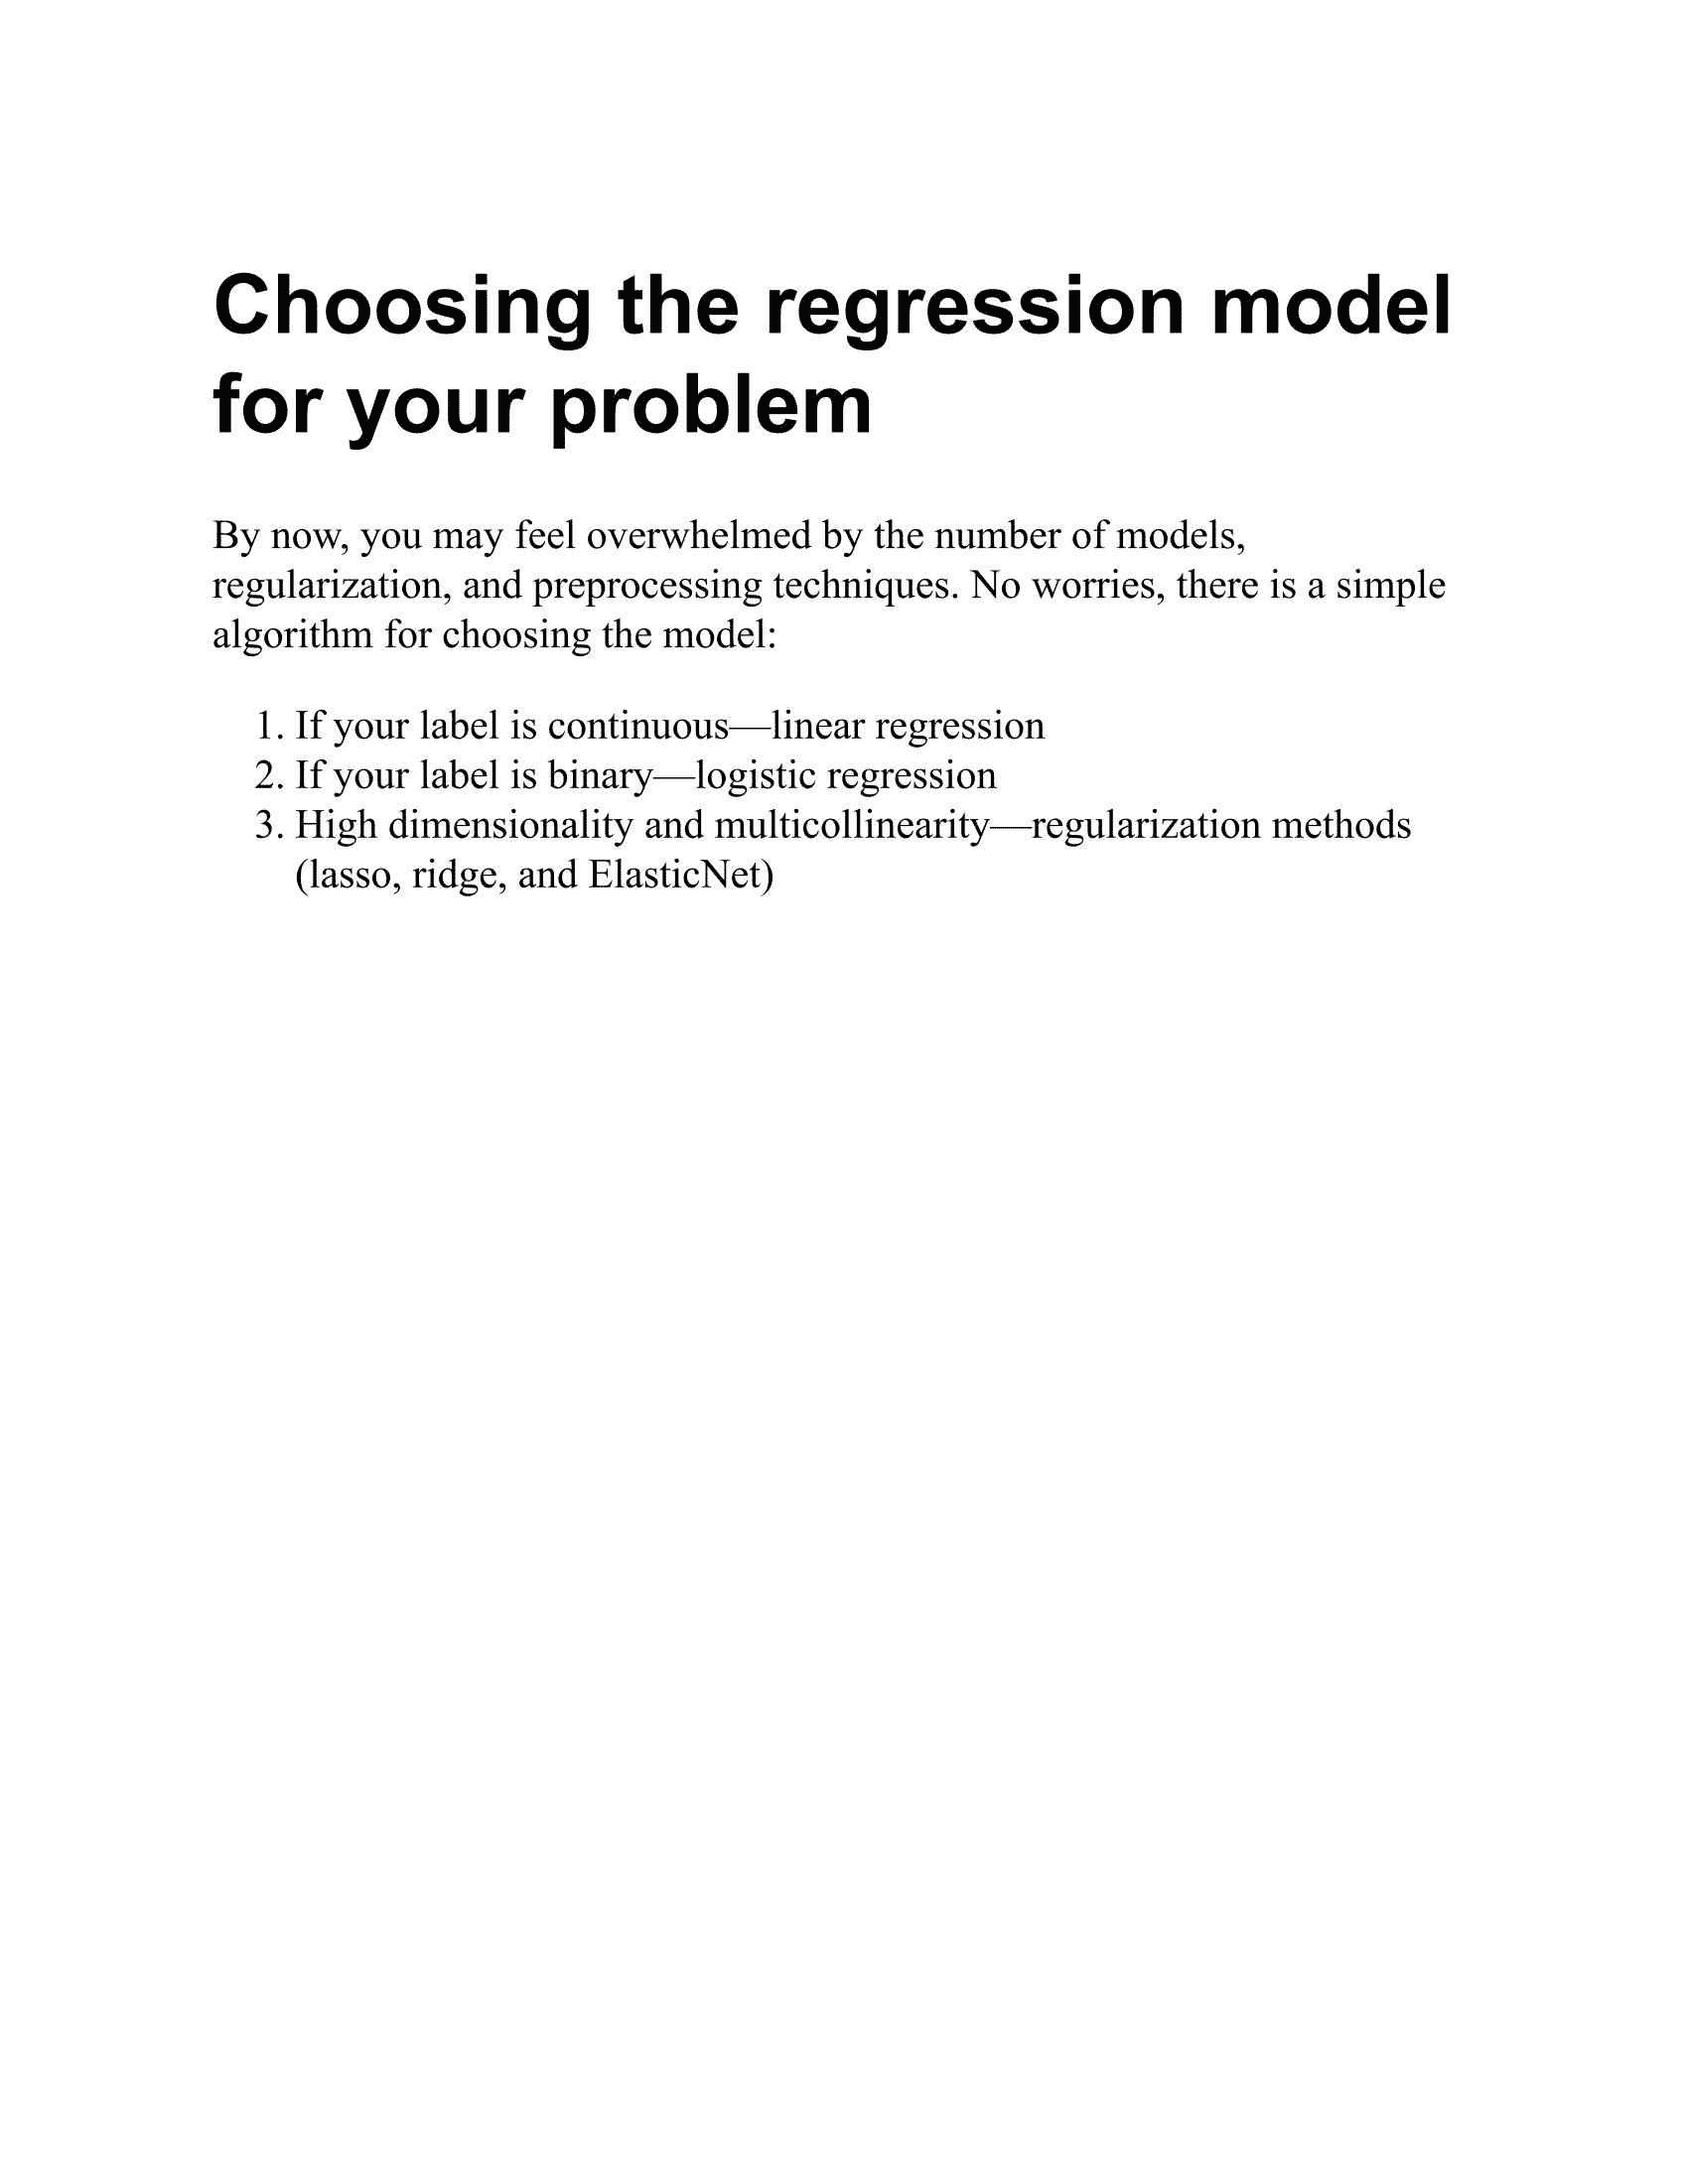 Choosing the regression model
for your problem
By now, you may feel overwhelmed by the number of models,
regularization, and preprocessing techniques. No worries, there is a simple
algorithm for choosing the model:
1. If your label is continuous—linear regression
2. If your label is binary—logistic regression
3. High dimensionality and multicollinearity—regularization methods
(lasso, ridge, and ElasticNet)